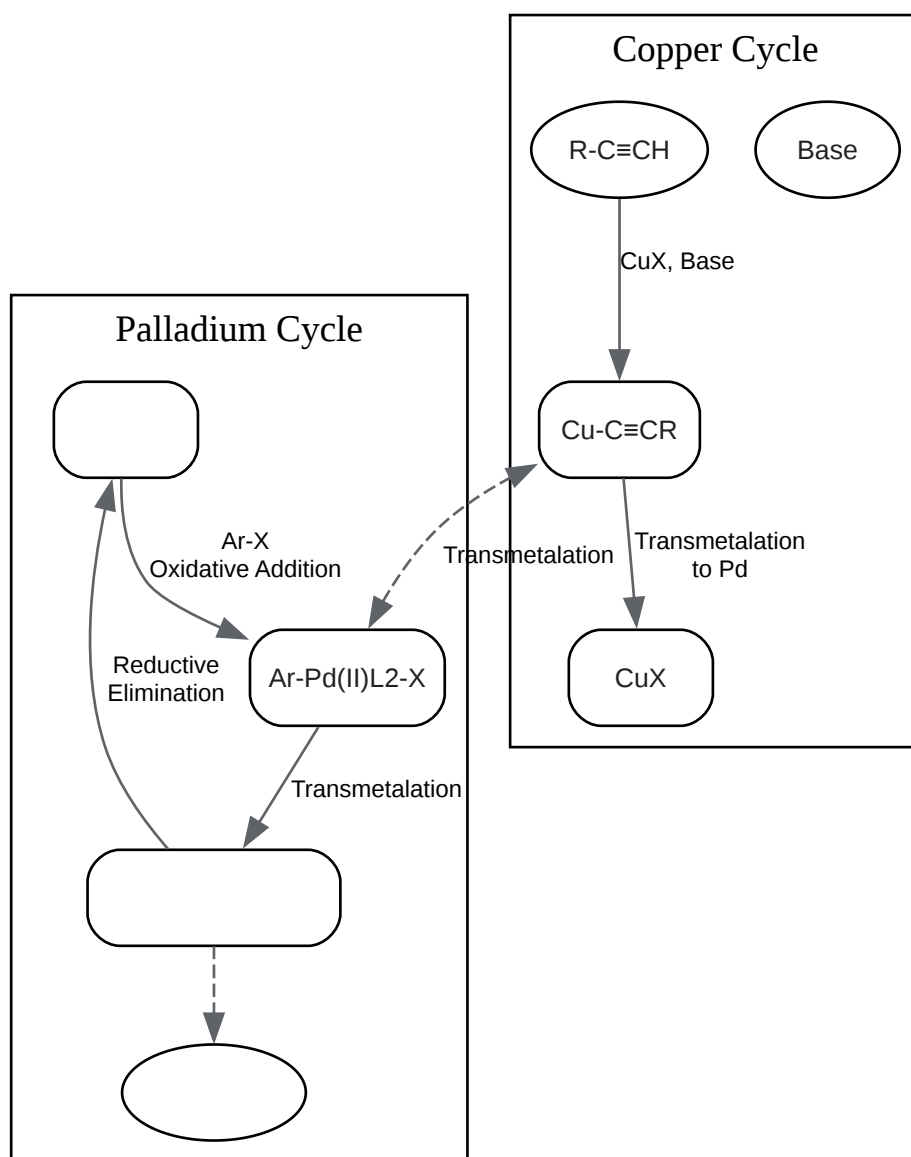 Copper Cycle
R-C≡CH
Base
CuX, Base
Palladium Cycle
Cu-C≡CR
Ar-X
Oxidative Addition
Transmetalation
Transmetalation
to Pd
Reductive
Elimination
Ar-Pd(II)L2-X
CuX
Transmetalation